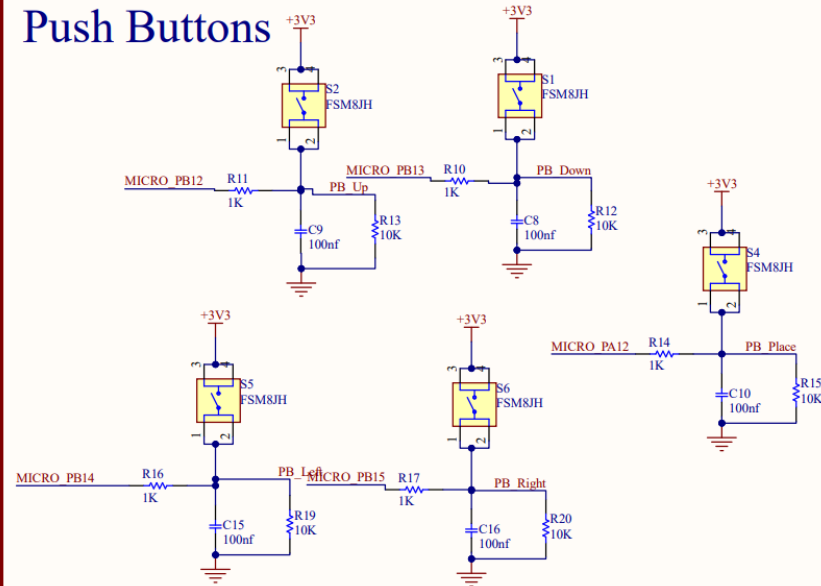 Push Buttons
+3V3
3 4
S2
FSM8JH
1 2
MICRO_PB12
R11
1K
PB_Up
C9
100nf
R13
10K
+3V3
3 4
S1
FSM8JH
1 2
MICRO_PB13
R10
1K
PB_Down
C8
100nf
R12
10K
+3V3
3 4
S4
FSM8JH
1 2
MICRO_PA12
R14
1K
PB_Place
C10
100nf
R15
10K
+3V3
3 4
S5
FSM8JH
1 2
MICRO_PB14
R16
1K
PB_Left
C15
100nf
R19
10K
+3V3
3 4
S6
FSM8JH
1 2
MICRO_PB15
R17
1K
PB_Right
C16
100nf
R20
10K